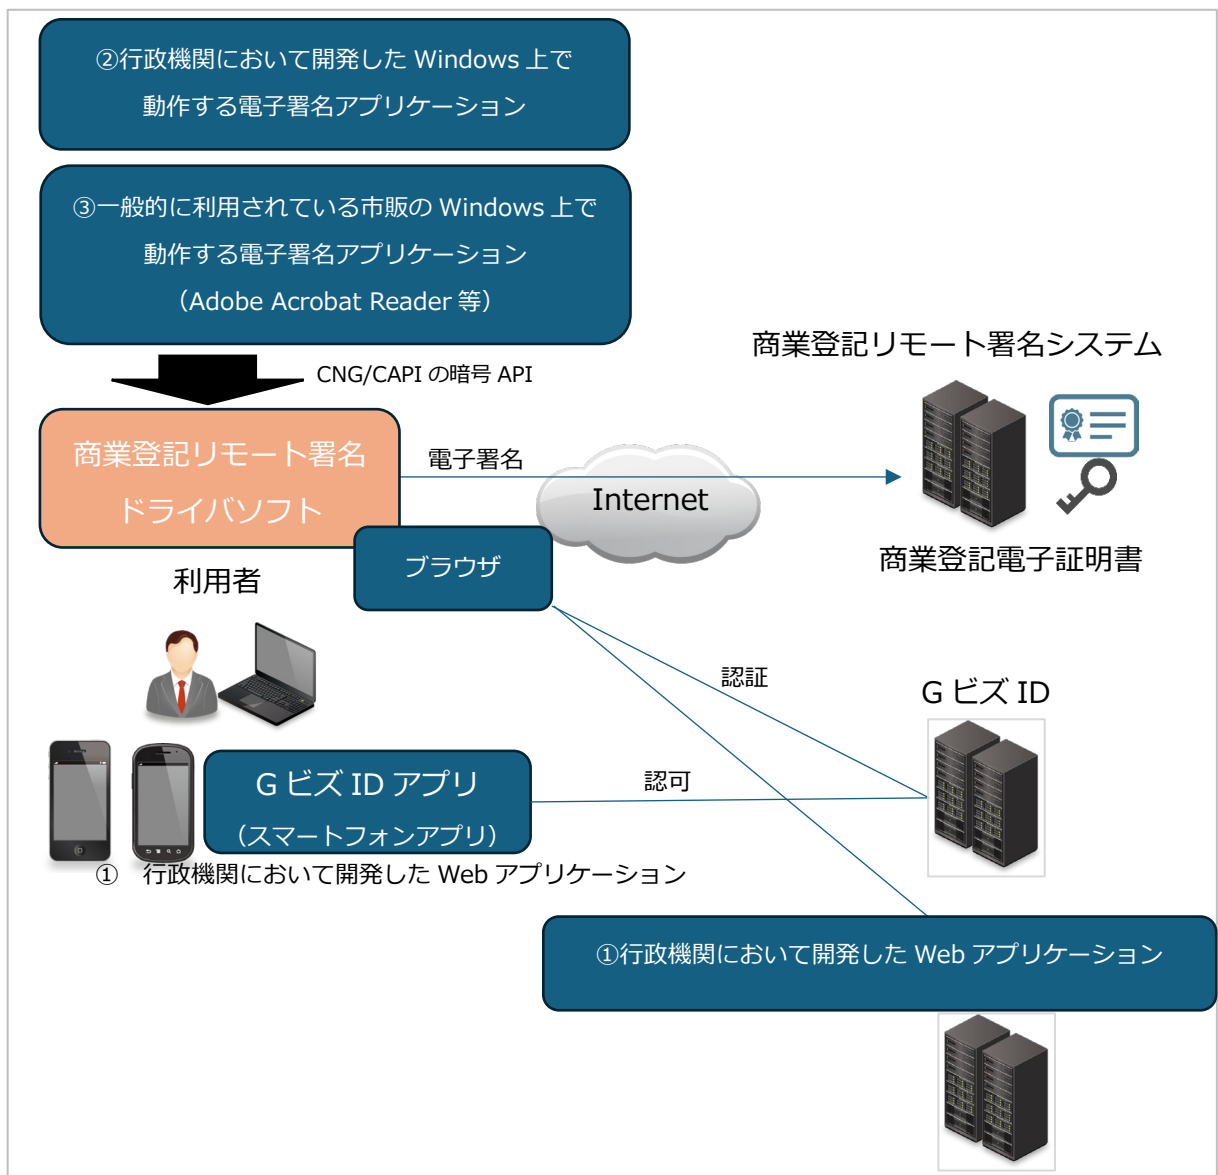 ②行政機関において開発した Windows 上で
動作する電子署名アプリケーション
③一般的に利用されている市販の Windows 上で
動作する電子署名アプリケーション
（Adobe Acrobat Reader 等）
CNG/CAPI の暗号 API
商業登記リモート署名システム
商業登記リモート署名
ドライバソフト
電子署名
Internet
ブラウザ
商業登記電子証明書
利用者
認証
G ビズ ID
G ビズ ID アプリ
（スマートフォンアプリ）
認可
①　行政機関において開発した Web アプリケーション
①行政機関において開発した Web アプリケーション